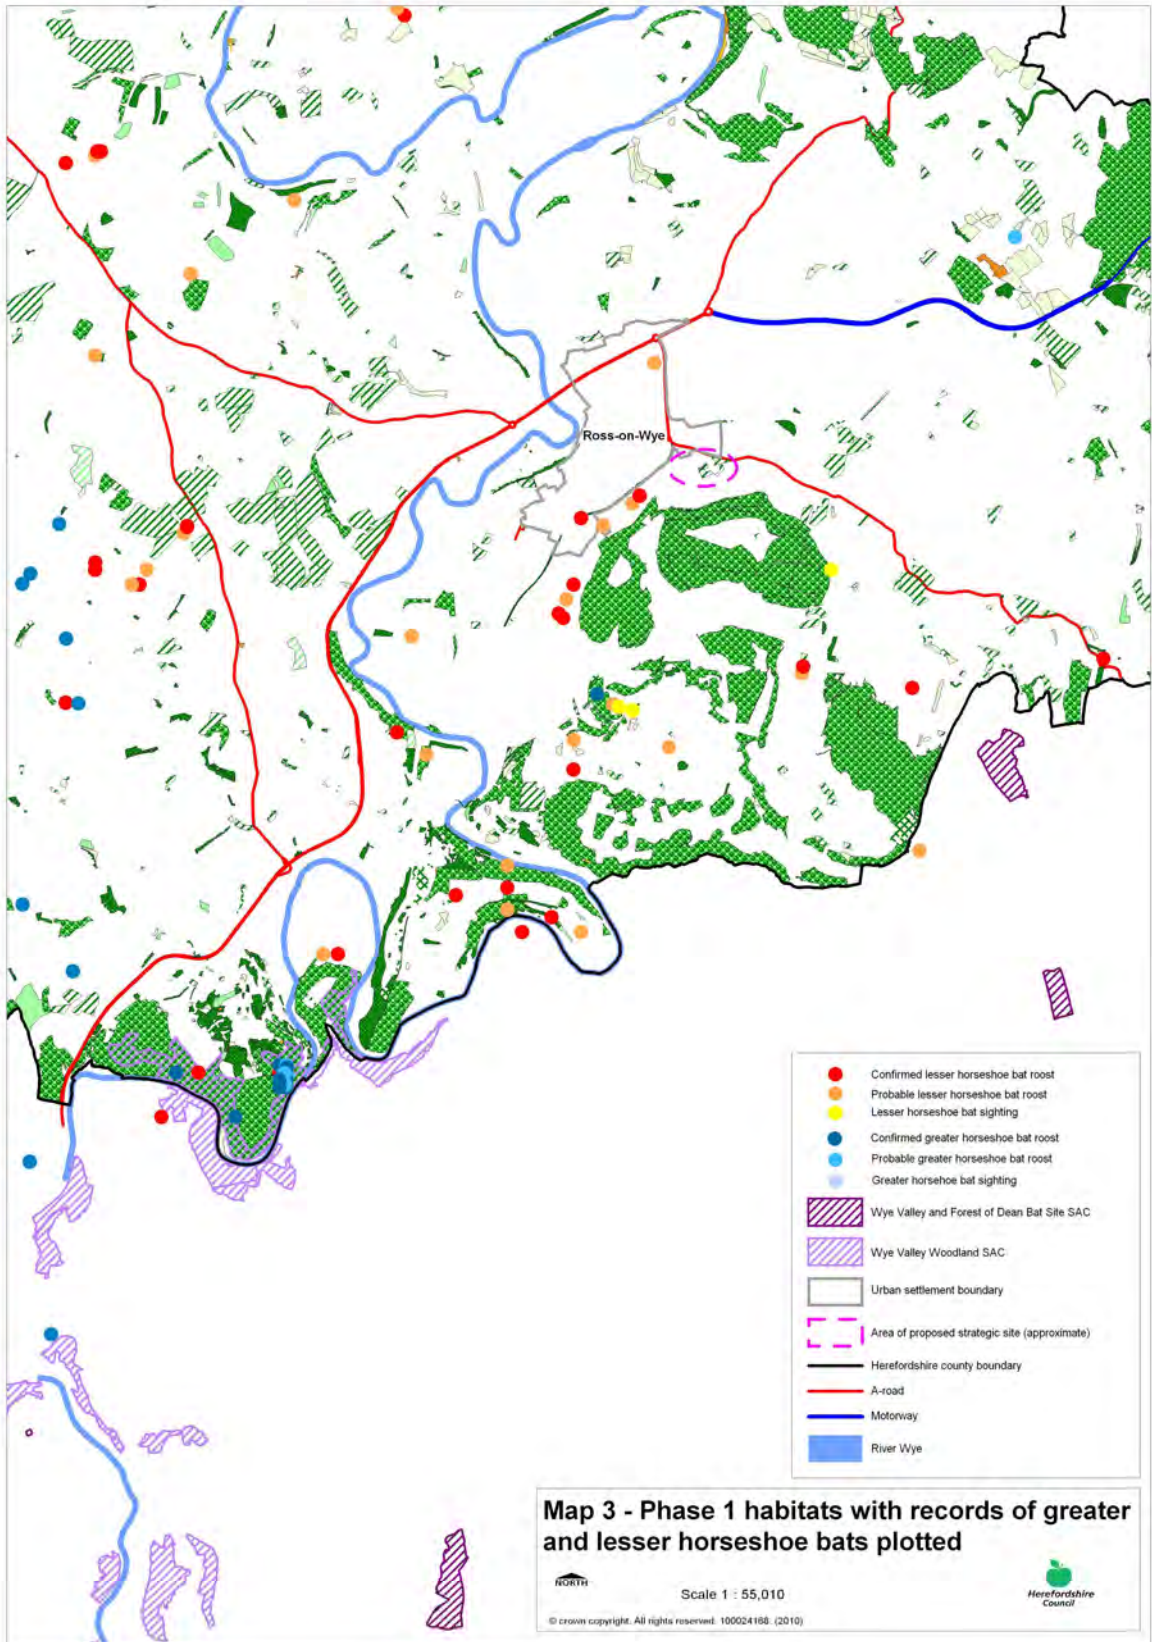 Ross-on-Wye
Confirmed lesser horseshoe bat roost
Probable lesser horseshoe bat roost
Lesser horseshoe bat sighting
Confirmed greater horseshoe bat roost
Probable greater horseshoe bat roost
Greater horsehoe bat sighting
Wye Valley and Forest of Dean Bat Site SAC
Wye Valley Woodland SAC
Urban settlement boundary
Area of proposed strategic site (approximate)
Herefordshire county boundary
A-road
Motorway
River Wye
Map 3 - Phase 1 habitats with records of greater
and lesser horseshoe bats plotted
NORTH
Scale 1 : 55,010
Herefordshire
Council
© crown copyright. All rights reserved. 100024168. (2010)